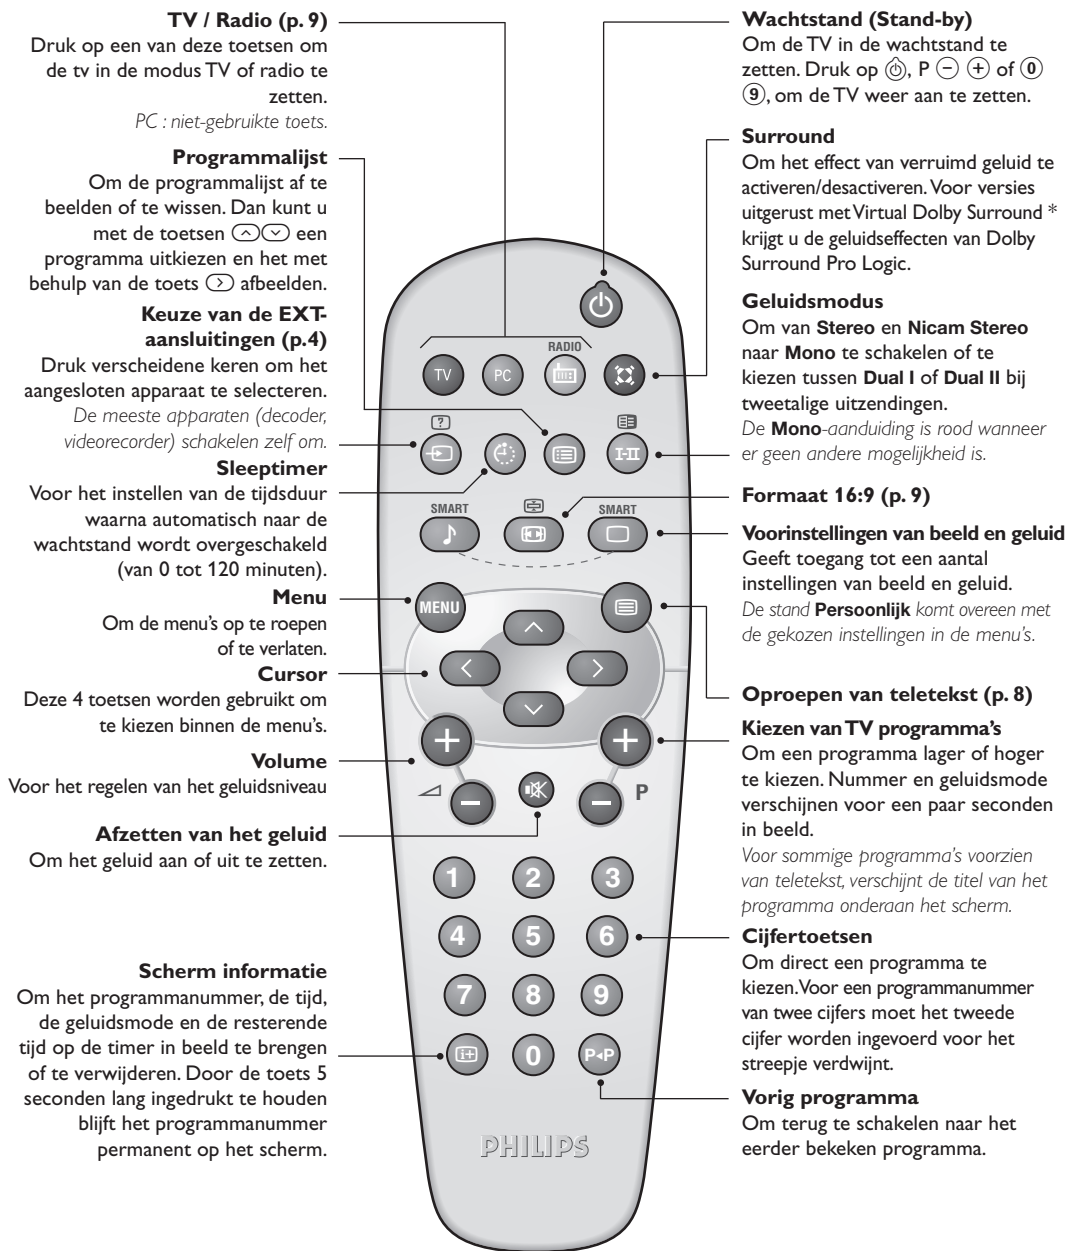 TV / Radio (p. 9)
Druk op een van deze toetsen om
de tv in de modus TV of radio te
zetten.
PC : niet-gebruikte toets.
Programmalijst
Om de programmalijst af te
beelden of te wissen. Dan kunt u
met de toetsen een
programma uitkiezen en het met
behulp van de toets afbeelden.
Keuze van de EXT-
aansluitingen (p.4)
Druk verscheidene keren om het
aangesloten apparaat te selecteren.
De meeste apparaten (decoder,
videorecorder) schakelen zelf om.
Sleeptimer
Voor het instellen van de tijdsduur
waarna automatisch naar de
wachtstand wordt overgeschakeld
(van 0 tot 120 minuten).
Menu
Om de menu's op te roepen
of te verlaten.
Cursor
Deze 4 toetsen worden gebruikt om
te kiezen binnen de menu's.
Volume
Voor het regelen van het geluidsniveau
Afzetten van het geluid
Om het geluid aan of uit te zetten.
Scherm informatie
Om het programmanummer, de tijd,
de geluidsmode en de resterende
tijd op de timer in beeld te brengen
of te verwijderen. Door de toets 5
seconden lang ingedrukt te houden
blijft het programmanummer
permanent op het scherm.
RADIO
TV PC
?
I-II
SMART SMART
MENU
+ +
- - P
1 2 3
4 5 6
7 8 9
i+ 0 P◂P
PHILIPS
Wachtstand (Stand-by)
Om de TV in de wachtstand te
zetten. Druk op ⏻, P - + of 0
9, om de TV weer aan te zetten.
Surround
Om het effect van verruimd geluid te
activeren/desactiveren. Voor versies
uitgerust met Virtual Dolby Surround *
krijgt u de geluidseffecten van Dolby
Surround Pro Logic.
Geluidsmodus
Om van Stereo en Nicam Stereo
naar Mono te schakelen of te
kiezen tussen Dual I of Dual II bij
tweetalige uitzendingen.
De Mono-aanduiding is rood wanneer
er geen andere mogelijkheid is.
Formaat 16:9 (p. 9)
Voorinstellingen van beeld en geluid
Geeft toegang tot een aantal
instellingen van beeld en geluid.
De stand Persoonlijk komt overeen met
de gekozen instellingen in de menu's.
Oproepen van teletekst (p. 8)
Kiezen van TV programma's
Om een programma lager of hoger
te kiezen. Nummer en geluidsmode
verschijnen voor een paar seconden
in beeld.
Voor sommige programma's voorzien
van teletekst, verschijnt de titel van het
programma onderaan het scherm.
Cijfertoetsen
Om direct een programma te
kiezen. Voor een programmanummer
van twee cijfers moet het tweede
cijfer worden ingevoerd voor het
streepje verdwijnt.
Vorig programma
Om terug te schakelen naar het
eerder bekeken programma.